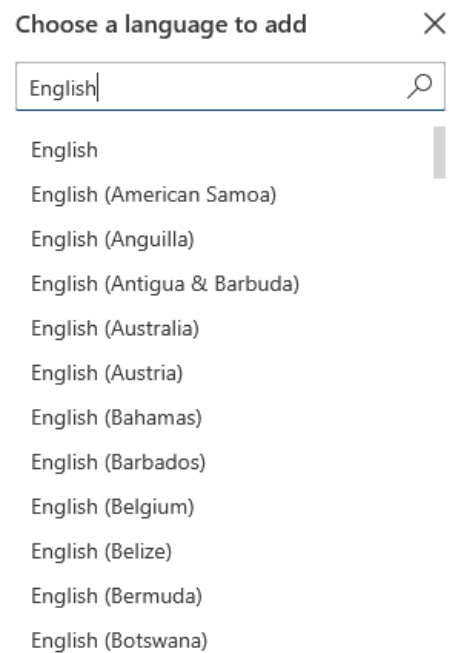 Choose a language to add
English
English
English (American Samoa)
English (Anguilla)
English (Antigua & Barbuda)
English (Australia)
English (Austria)
English (Bahamas)
English (Barbados)
English (Belgium)
English (Belize)
English (Bermuda)
English (Botswana)